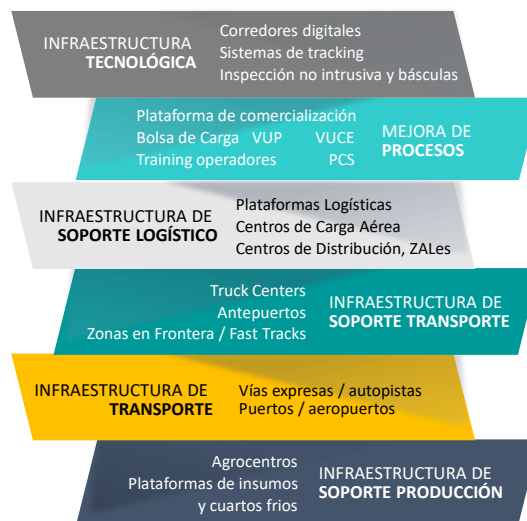 INFRAESTRUCTURA
TECNOLÓGICA
Corredores digitales
Sistemas de tracking
Inspección no intrusiva y básculas
Plataforma de comercialización
Bolsa de Carga VUP VUCE
Training operadores PCS
MEJORA DE
PROCESOS
INFRAESTRUCTURA DE
SOPORTE LOGÍSTICO
Plataformas Logísticas
Centros de Carga Aérea
Centros de Distribución, ZALes
Truck Centers
Antepuertos
Zonas en Frontera / Fast Tracks
INFRAESTRUCTURA DE
SOPORTE TRANSPORTE
INFRAESTRUCTURA DE
TRANSPORTE
Vías expresas / autopistas
Puertos / aeropuertos
Agrocentros
Plataformas de insumos
y cuartos frios
INFRAESTRUCTURA DE
SOPORTE PRODUCCIÓN